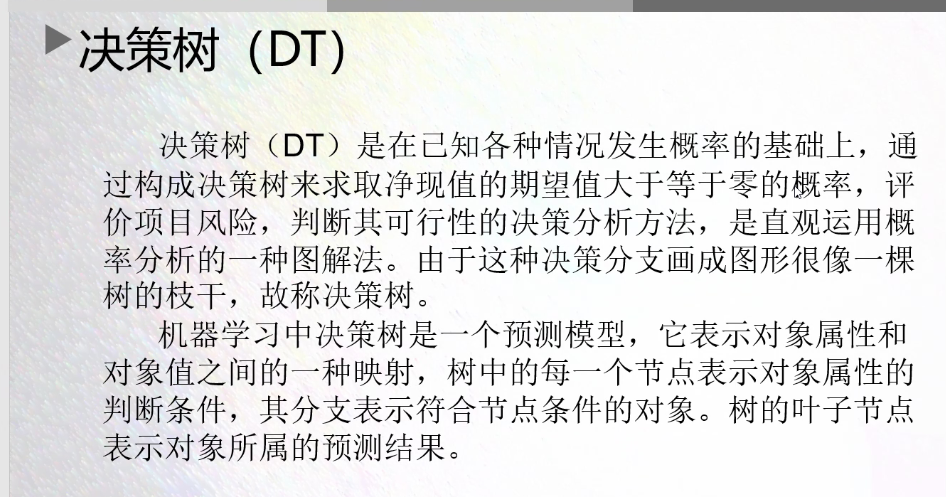 决策树（DT）
决策树（DT）是在已知各种情况发生概率的基础上，通
过构成决策树来求取净现值的期望值大于等于零的概率，评
价项目风险，判断其可行性的决策分析方法，是直观运用概
率分析的一种图解法。由于这种决策分支画成图形很像一棵
树的枝干，故称决策树。
机器学习中决策树是一个预测模型，它表示对象属性和
对象值之间的一种映射，树中的每一个节点表示对象属性的
判断条件，其分支表示符合节点条件的对象。树的叶子节点
表示对象所属的预测结果。